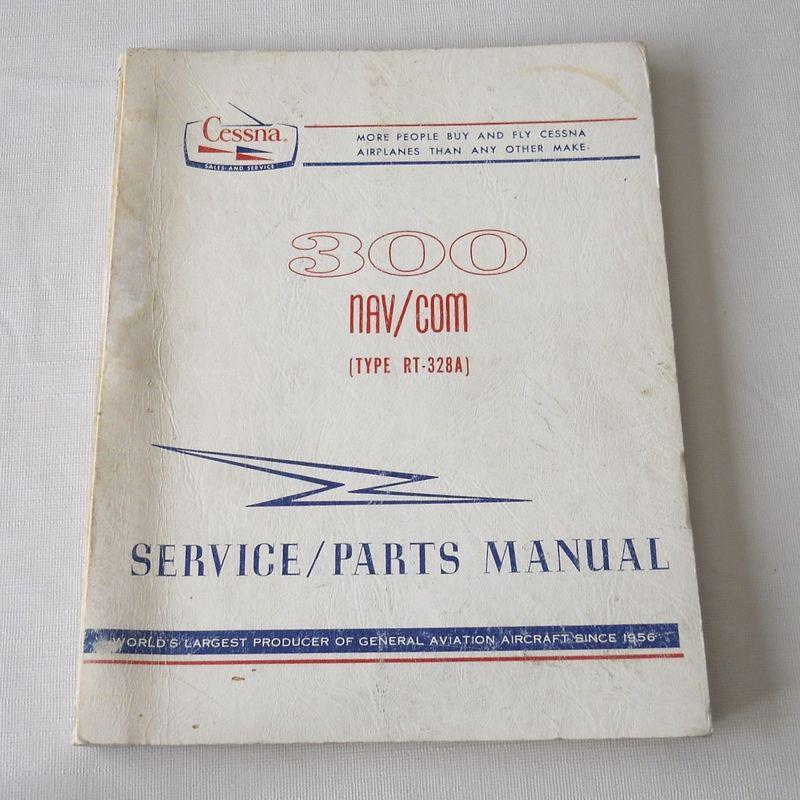 Cessna®
SALES AND SERVICE
MORE PEOPLE BUY AND FLY CESSNA
AIRPLANES THAN ANY OTHER MAKE.
300
NAV/COM
(TYPE RT-328A)
SERVICE/PARTS MANUAL
WORLD'S LARGEST PRODUCER OF GENERAL AVIATION AIRCRAFT SINCE 1956